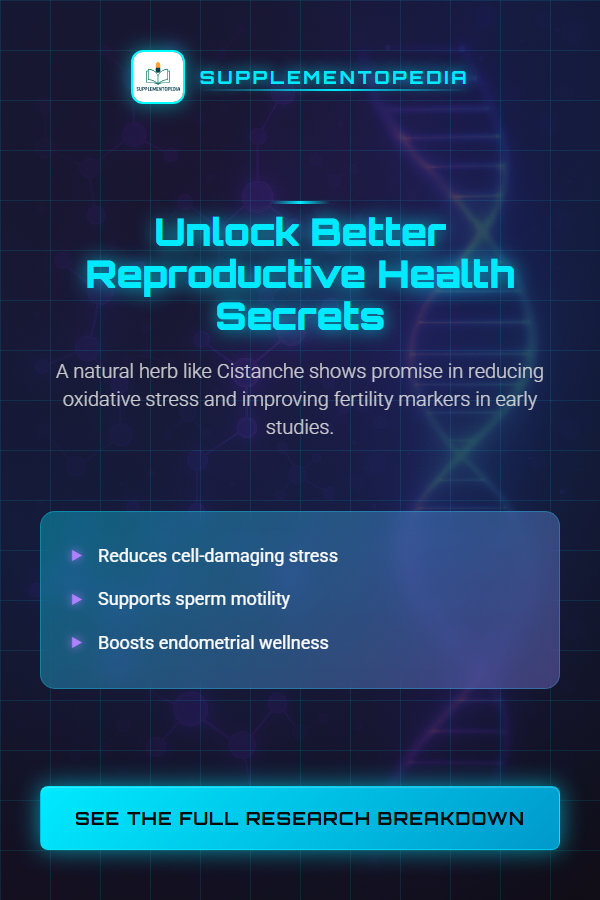 SUPPLEMENTOPEDIA
SUPPLEMENTOPEDIA
Unlock Better
Reproductive Health
Secrets
A natural herb like Cistanche shows promise in reducing
oxidative stress and improving fertility markers in early
studies.
▶ Reduces cell-damaging stress
▶ Supports sperm motility
▶ Boosts endometrial wellness
SEE THE FULL RESEARCH BREAKDOWN